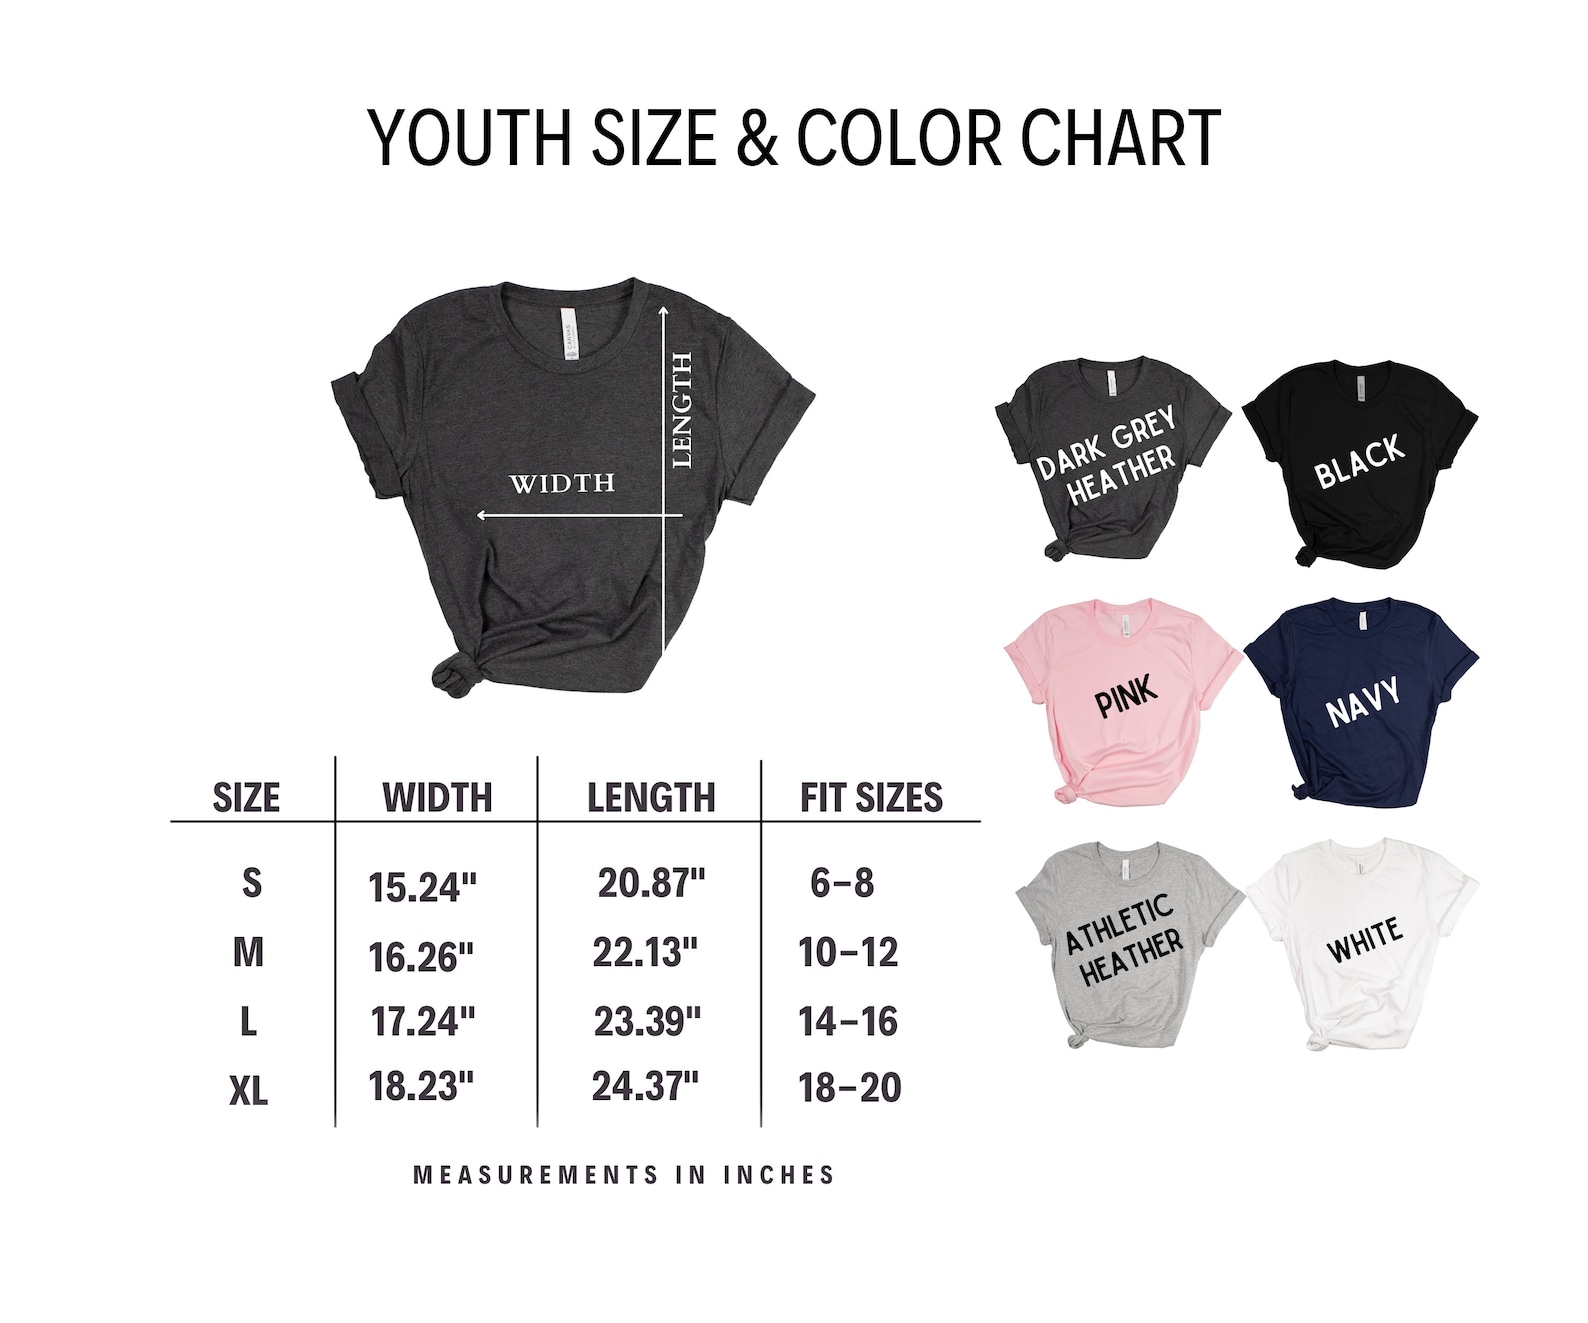 YOUTH SIZE & COLOR CHART
CANVAS
LENGTH
WIDTH
DARK GREY
HEATHER
BLACK
PINK
NAVY
ATHLETIC
HEATHER
WHITE
SIZE WIDTH LENGTH FIT SIZES
S 15.24" 20.87" 6–8
M 16.26" 22.13" 10–12
L 17.24" 23.39" 14–16
XL 18.23" 24.37" 18–20
MEASUREMENTS IN INCHES